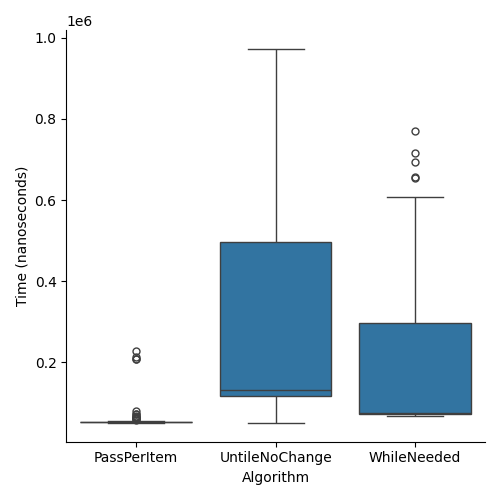 1e6
1.0
0.8
0.6
0.4
0.2
Time (nanoseconds)
PassPerItem UntileNoChange WhileNeeded
Algorithm